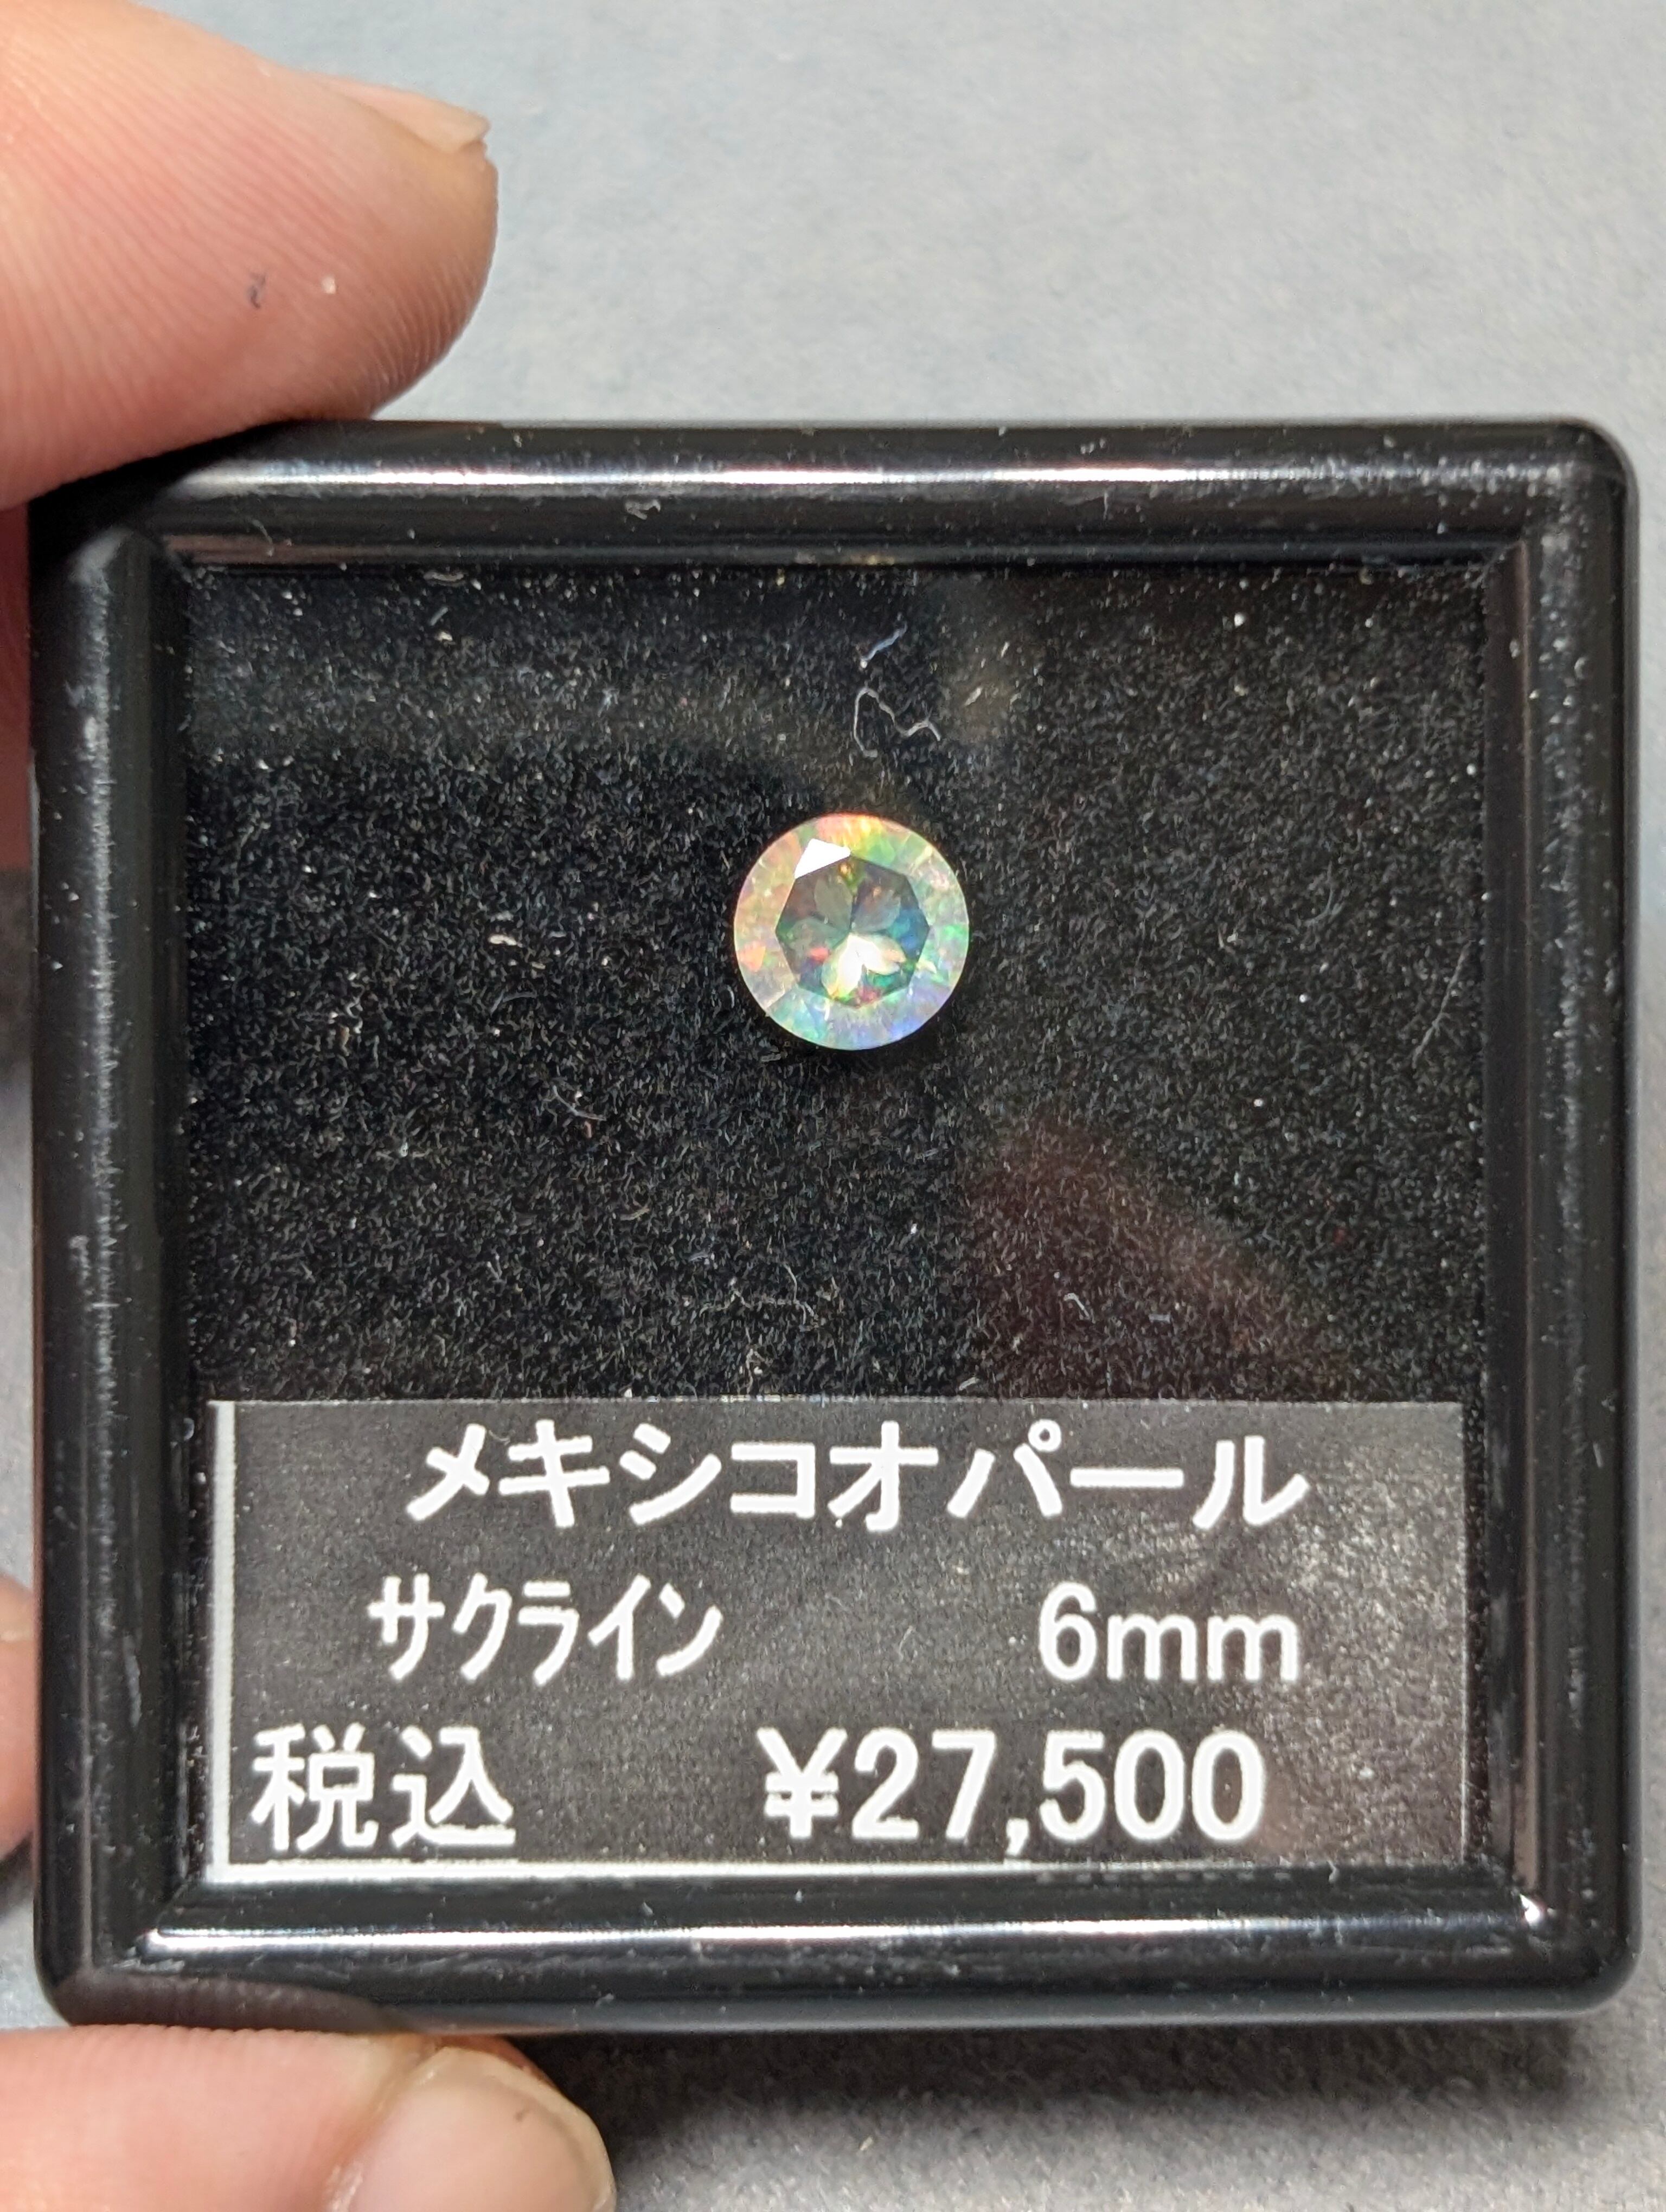 メキシコオパール
サクライン 6mm
税込 ¥27,500